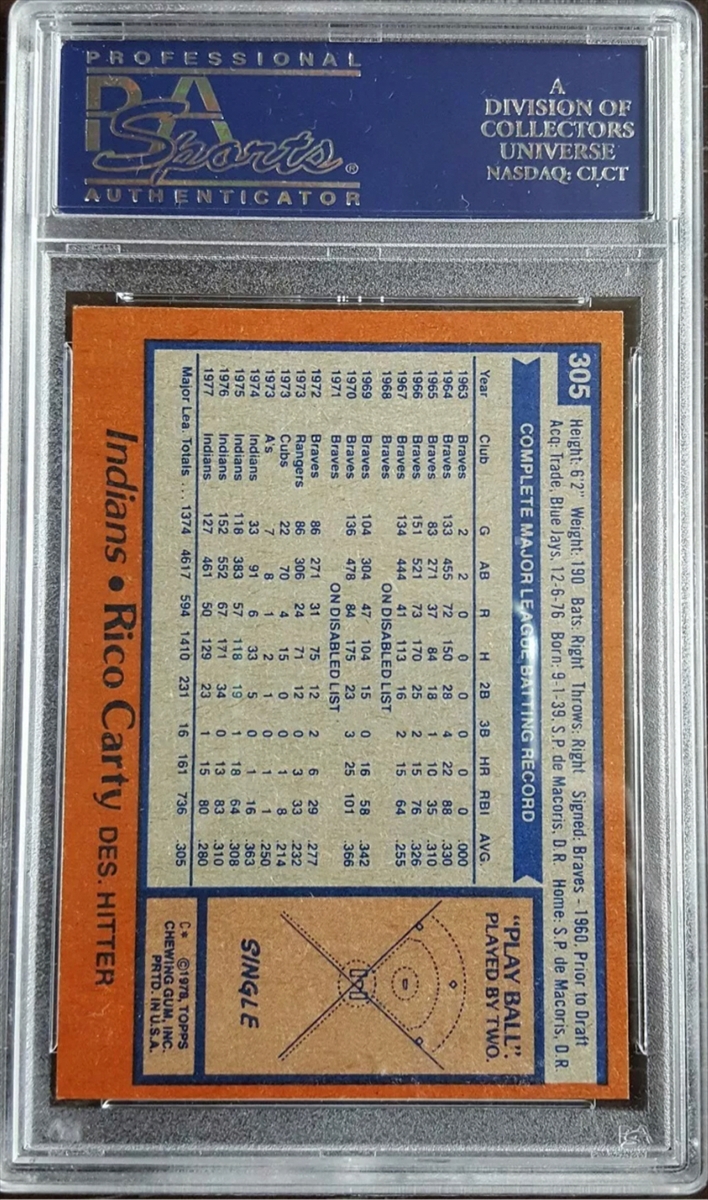 PROFESSIONAL
PSA
Sports®
AUTHENTICATOR
A
DIVISION OF
COLLECTORS
UNIVERSE
NASDAQ: CLCT
305
Height: 6'2" Weight: 190 Bats: Right Throws: Right Signed: Braves - 1960, Prior to Draft
Acq: Trade, Blue Jays, 12-6-76 Born: 9-1-39, S.P. de Macoris, D.R. Home: S.P. de Macoris, D.R.
COMPLETE MAJOR LEAGUE BATTING RECORD
Year Club G AB R H 2B 3B HR RBI AVG.
1963 Braves 2 2 0 0 0 0 0 0 .000
1964 Braves 133 455 72 150 28 4 22 88 .330
1965 Braves 83 271 37 84 18 1 10 35 .310
1966 Braves 151 521 73 170 25 2 15 76 .326
1967 Braves 134 444 41 113 16 2 15 64 .255
1968 Braves ON DISABLED LIST
1969 Braves 104 304 47 104 15 0 16 58 .342
1970 Braves 136 478 84 175 23 3 25 101 .366
1971 Braves ON DISABLED LIST
1972 Braves 86 271 31 75 12 2 6 29 .277
1973 Rangers 86 306 24 71 12 0 3 33 .232
1973 Cubs 22 70 4 15 0 0 1 8 .214
1973 A's 7 8 1 2 1 0 1 1 .250
1974 Indians 33 91 6 33 5 0 1 16 .363
1975 Indians 118 383 57 118 19 1 18 64 .308
1976 Indians 152 552 67 171 34 0 13 83 .310
1977 Indians 127 461 50 129 23 1 15 80 .280
Major Lea. Totals ... 1374 4617 594 1410 231 16 161 736 .305
"PLAY BALL".
PLAYED BY TWO.
SINGLE
C* ©1978, TOPPS
CHEWING GUM, INC.
PRTD. IN U.S.A.
Indians • Rico Carty DES. HITTER